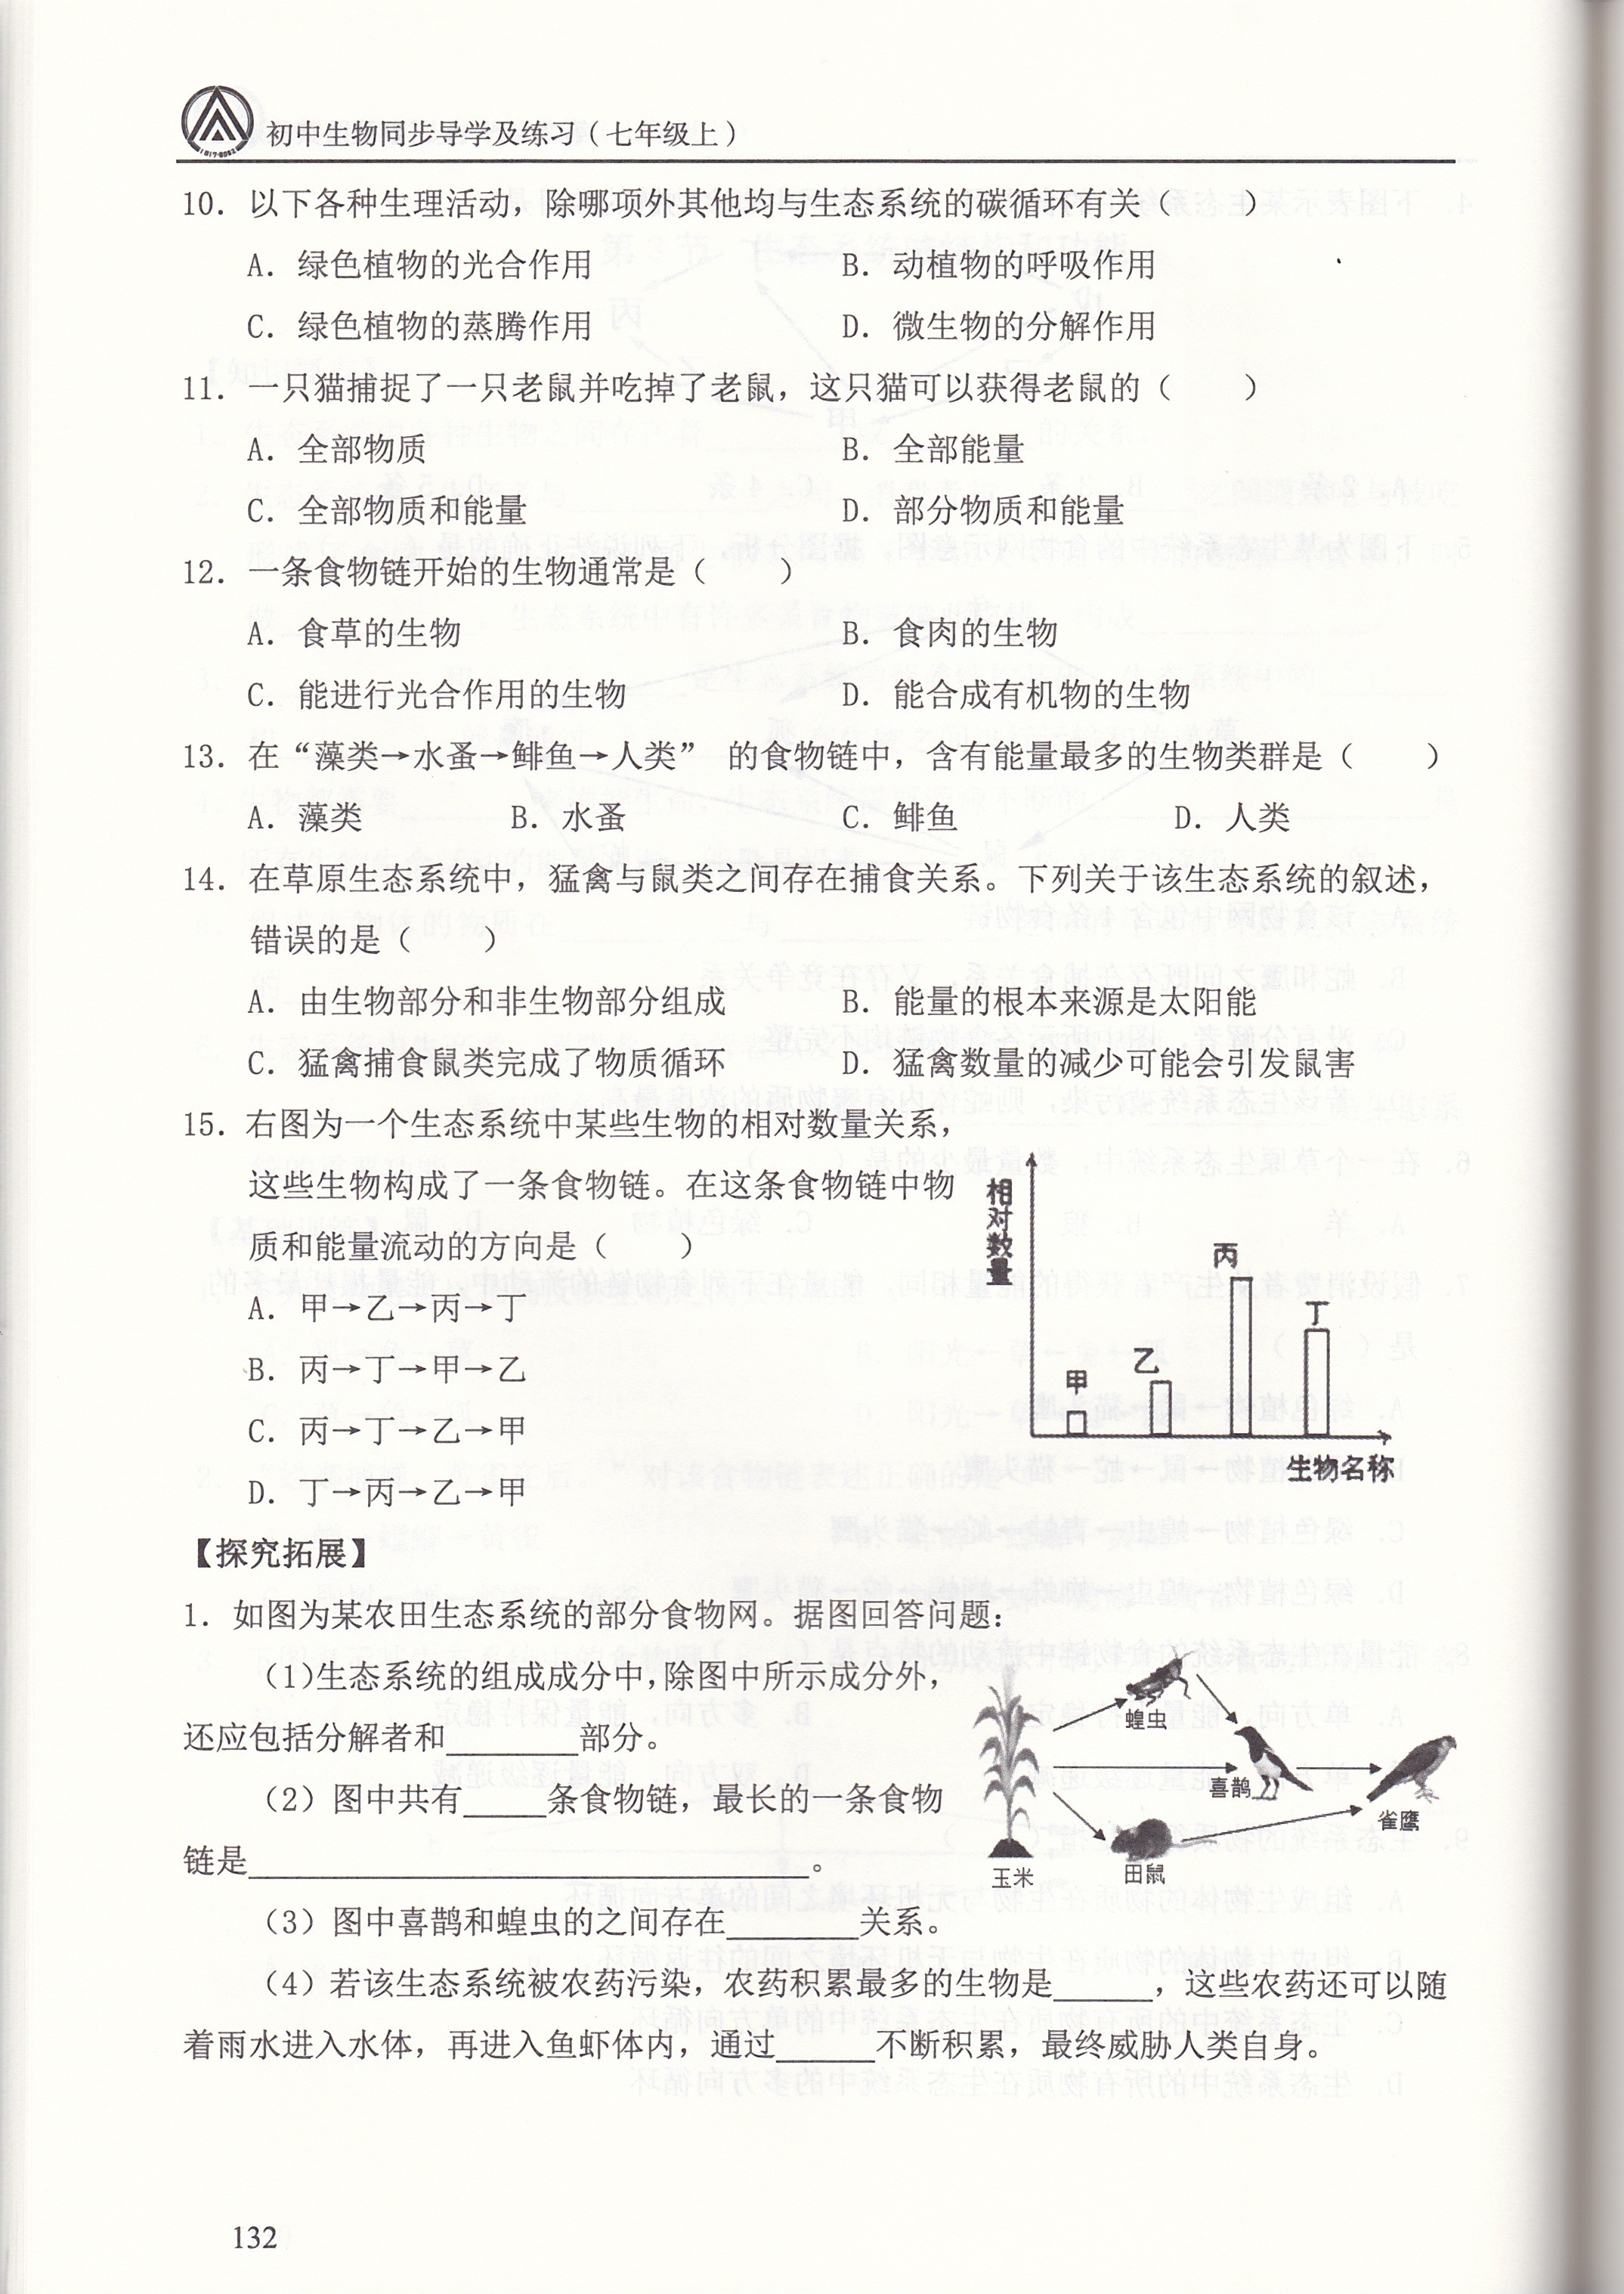 初中生物同步导学及练习(七年级上)
10. 以下各种生理活动，除哪项外其他均与生态系统的碳循环有关（　　）
A. 绿色植物的光合作用　　B. 动植物的呼吸作用
C. 绿色植物的蒸腾作用　　D. 微生物的分解作用
11. 一只猫捕捉了一只老鼠并吃掉了老鼠，这只猫可以获得老鼠的（　　）
A. 全部物质　　B. 全部能量
C. 全部物质和能量　　D. 部分物质和能量
12. 一条食物链开始的生物通常是（　　）
A. 食草的生物　　B. 食肉的生物
C. 能进行光合作用的生物　　D. 能合成有机物的生物
13. 在“藻类→水蚤→鲱鱼→人类” 的食物链中，含有能量最多的生物类群是（　　）
A. 藻类　　B. 水蚤　　C. 鲱鱼　　D. 人类
14. 在草原生态系统中，猛禽与鼠类之间存在捕食关系。下列关于该生态系统的叙述，
错误的是（　　）
A. 由生物部分和非生物部分组成　　B. 能量的根本来源是太阳能
C. 猛禽捕食鼠类完成了物质循环　　D. 猛禽数量的减少可能会引发鼠害
15. 右图为一个生态系统中某些生物的相对数量关系，
这些生物构成了一条食物链。在这条食物链中物
质和能量流动的方向是（　　）
A. 甲→乙→丙→丁
B. 丙→丁→甲→乙
C. 丙→丁→乙→甲
D. 丁→丙→乙→甲
相对数量
甲
乙
丙
丁
生物名称
【探究拓展】
1. 如图为某农田生态系统的部分食物网。据图回答问题：
（1）生态系统的组成成分中，除图中所示成分外，
还应包括分解者和________部分。
（2）图中共有_____条食物链，最长的一条食物
链是__________________________________。
（3）图中喜鹊和蝗虫的之间存在________关系。
（4）若该生态系统被农药污染，农药积累最多的生物是______，这些农药还可以随
着雨水进入水体，再进入鱼虾体内，通过______不断积累，最终威胁人类自身。
蝗虫
喜鹊
雀鹰
玉米
田鼠
132